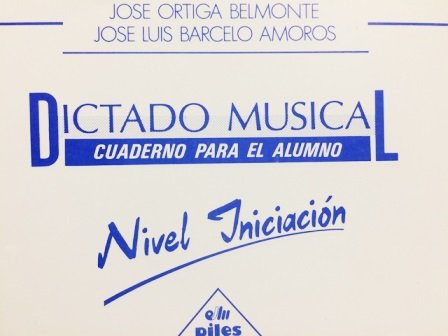 JOSE ORTIGA BELMONTE
JOSE LUIS BARCELO AMOROS
DICTADO MUSICAL
CUADERNO PARA EL ALUMNO
Nivel Iniciación
piles